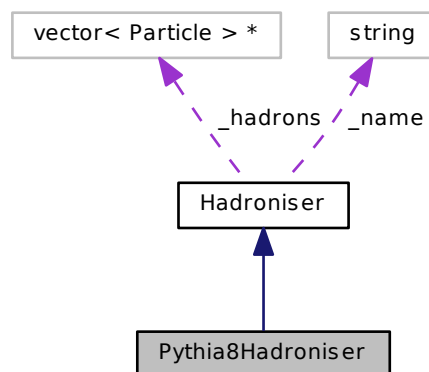 vector< Particle > *
string
_hadrons
_name
Hadroniser
Pythia8Hadroniser